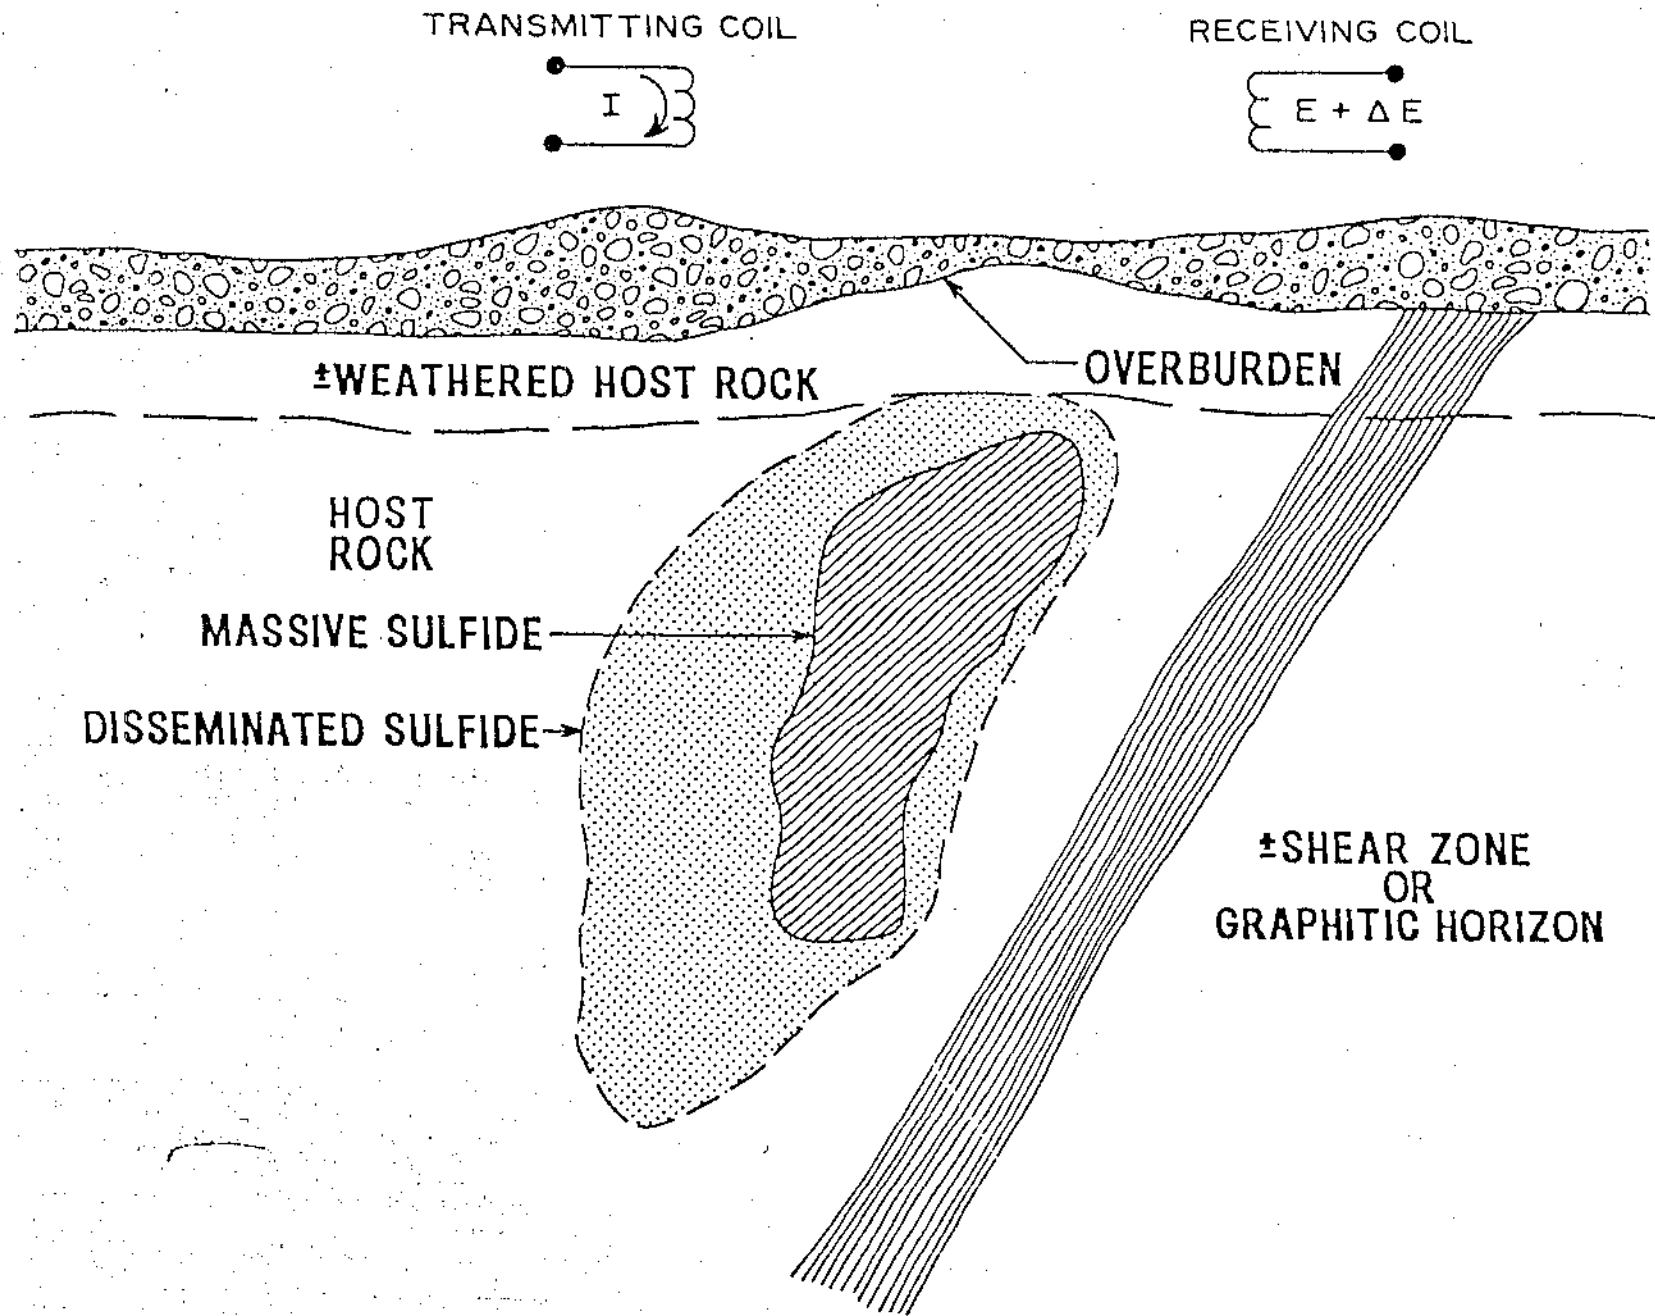 TRANSMITTING COIL
RECEIVING COIL
I
E + Δ E
±WEATHERED HOST ROCK
OVERBURDEN
HOST
ROCK
MASSIVE SULFIDE
DISSEMINATED SULFIDE
±SHEAR ZONE
OR
GRAPHITIC HORIZON